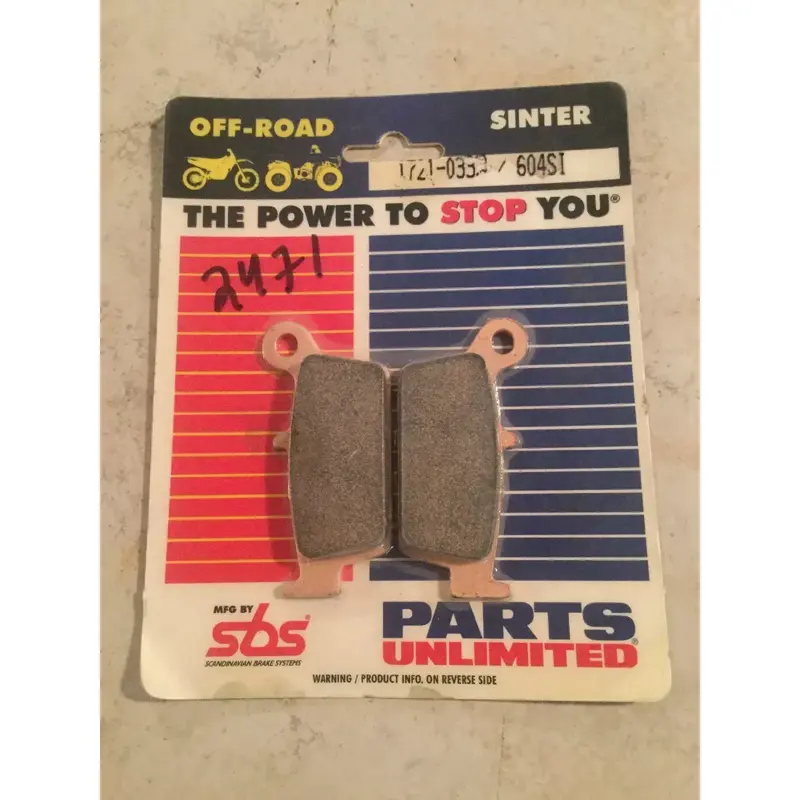 OFF-ROAD
SINTER
/ 604SI
THE POWER TO STOP YOU®
2471
MFG BY
sbs®
SCANDINAVIAN BRAKE SYSTEMS
PARTS
UNLIMITED®
WARNING / PRODUCT INFO. ON REVERSE SIDE